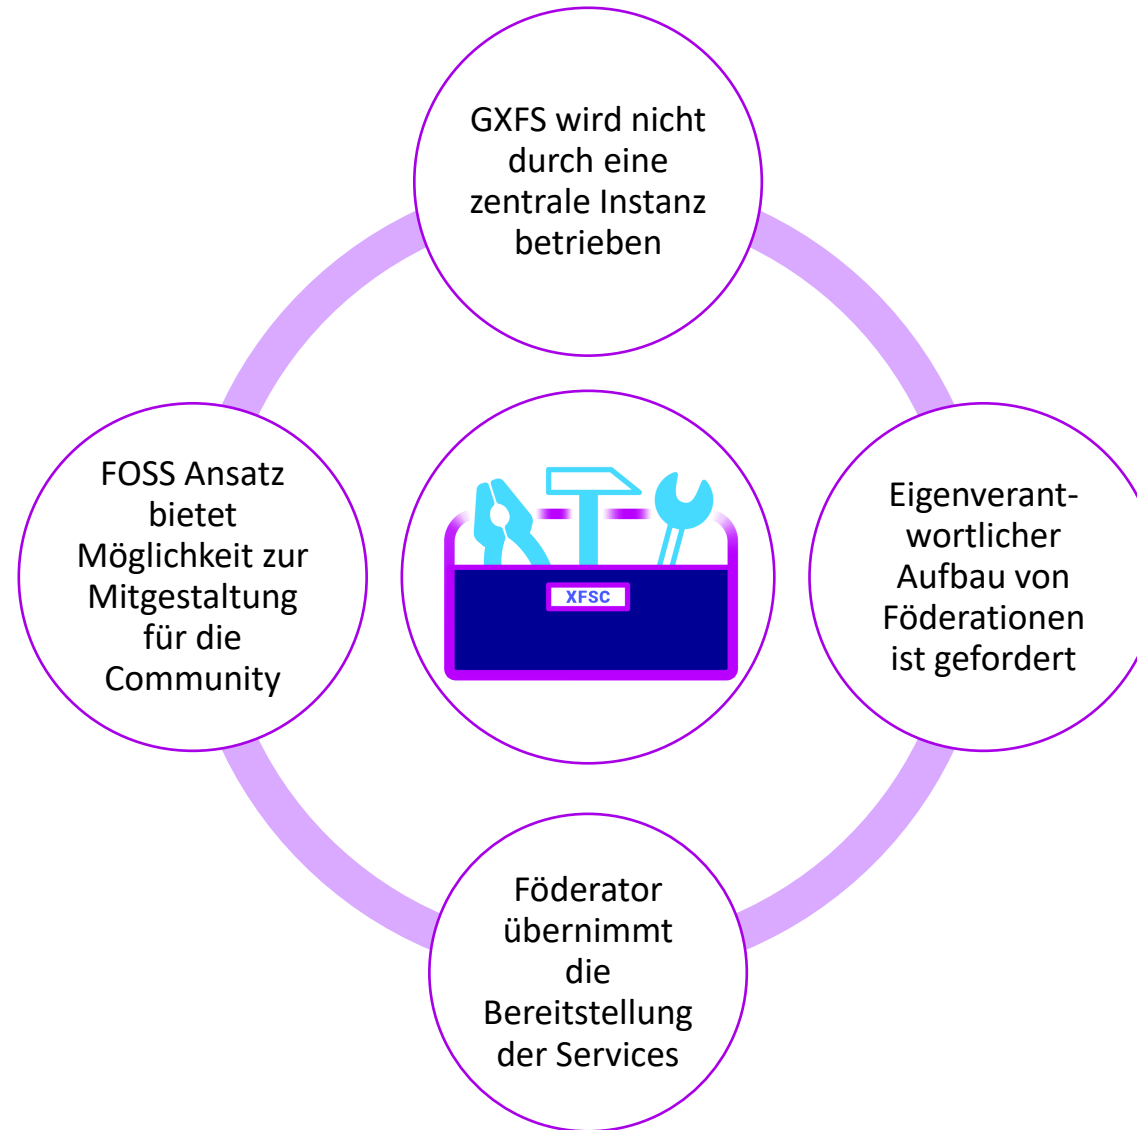 GXFS wird nicht
durch eine
zentrale Instanz
betrieben
FOSS Ansatz
bietet
Möglichkeit zur
Mitgestaltung
für die
Community
XFSC
Eigenverant-
wortlicher
Aufbau von
Föderationen
ist gefordert
Föderator
übernimmt
die
Bereitstellung
der Services